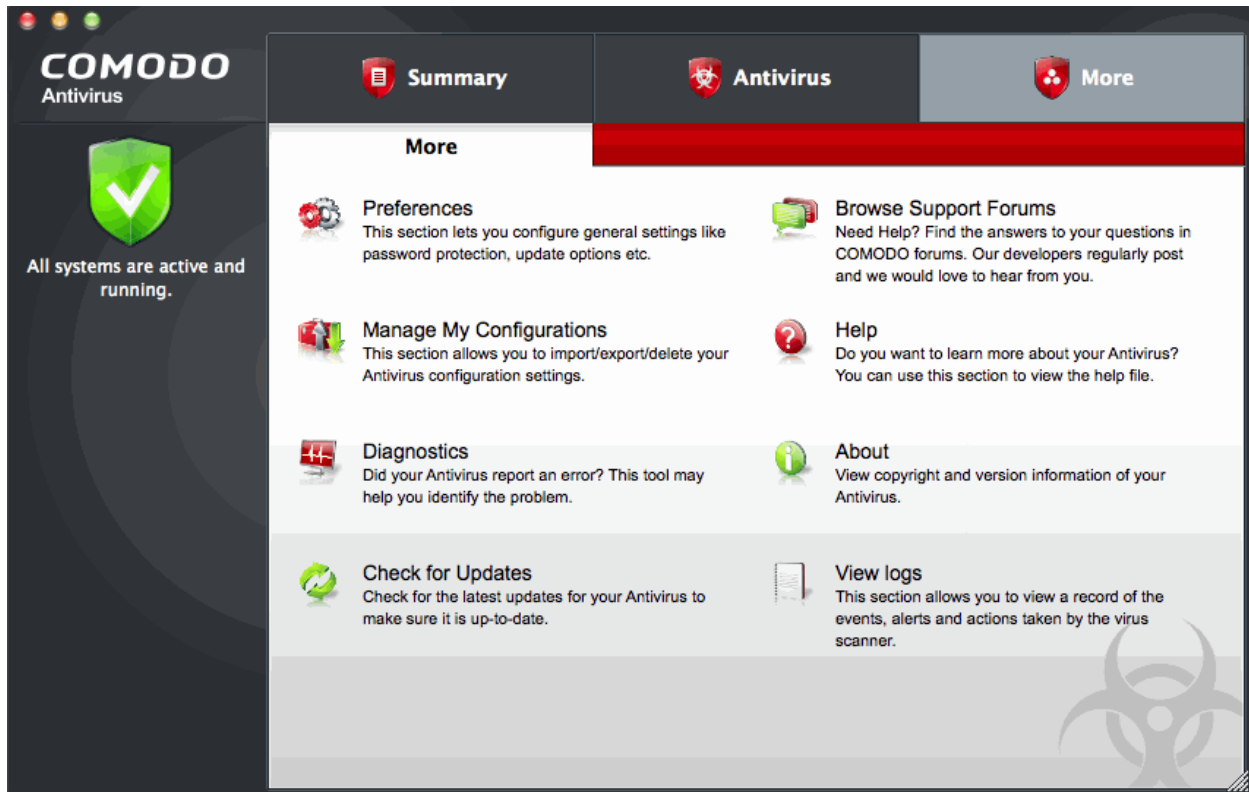 COMODO
Antivirus
Summary
Antivirus
More
All systems are active and
running.
More
Preferences
This section lets you configure general settings like
password protection, update options etc.
Manage My Configurations
This section allows you to import/export/delete your
Antivirus configuration settings.
Diagnostics
Did your Antivirus report an error? This tool may
help you identify the problem.
Check for Updates
Check for the latest updates for your Antivirus to
make sure it is up-to-date.
Browse Support Forums
Need Help? Find the answers to your questions in
COMODO forums. Our developers regularly post
and we would love to hear from you.
Help
Do you want to learn more about your Antivirus?
You can use this section to view the help file.
About
View copyright and version information of your
Antivirus.
View logs
This section allows you to view a record of the
events, alerts and actions taken by the virus
scanner.